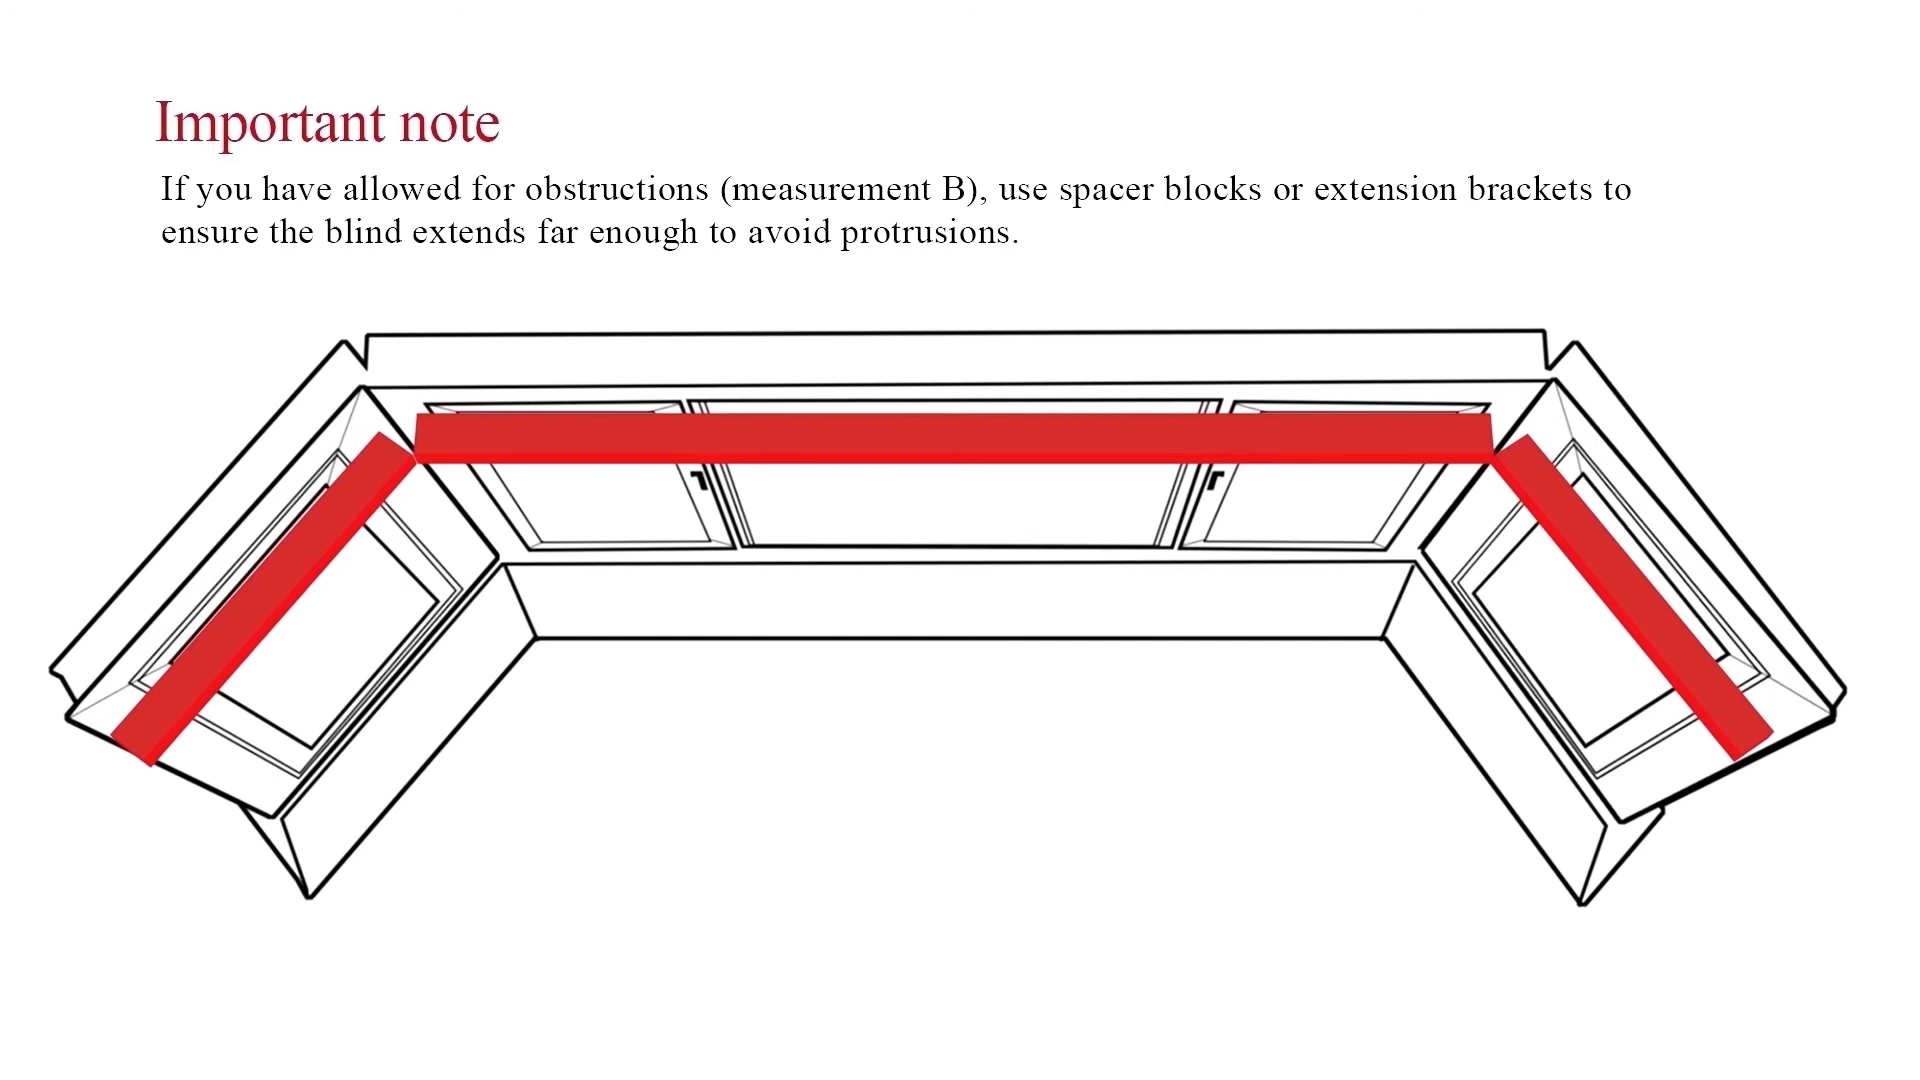 Important note
If you have allowed for obstructions (measurement B), use spacer blocks or extension brackets to
ensure the blind extends far enough to avoid protrusions.